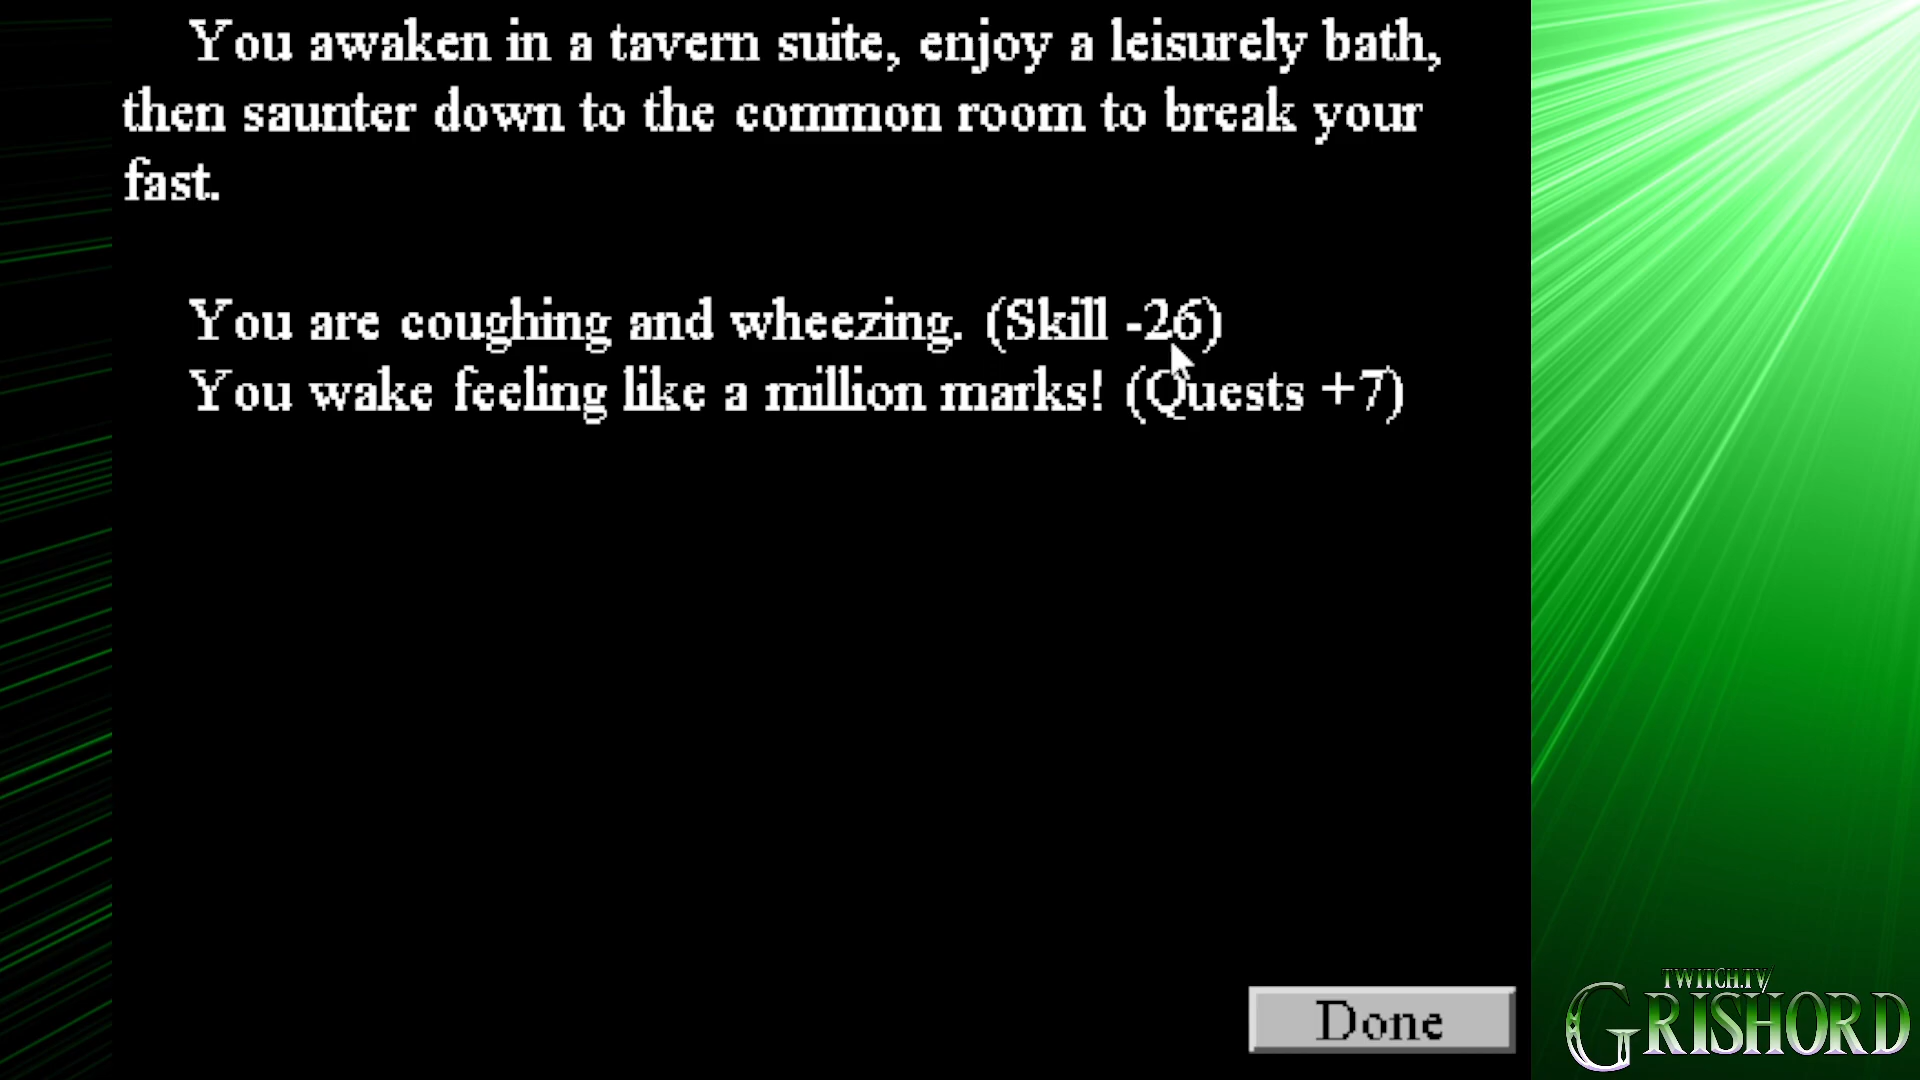 You awaken in a tavern suite, enjoy a leisurely bath,
then saunter down to the common room to break your
fast.
You are coughing and wheezing. (Skill -26)
You wake feeling like a million marks! (Quests +7)
Done
TWITCH.TV/
GRISHORD